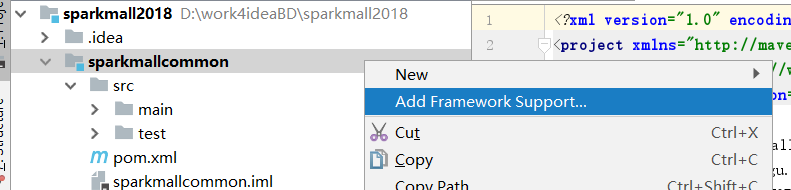 sparkmall2018 D:\work4ideaBD\sparkmall2018
.idea
sparkmallcommon
src
main
test
pom.xml
sparkmallcommon.iml
New
Add Framework Support...
Cut Ctrl+X
Copy Ctrl+C
Copy Path Ctrl+Shift+C
1 <?xml version="1.0" encoding
2 <project xmlns="http://mave